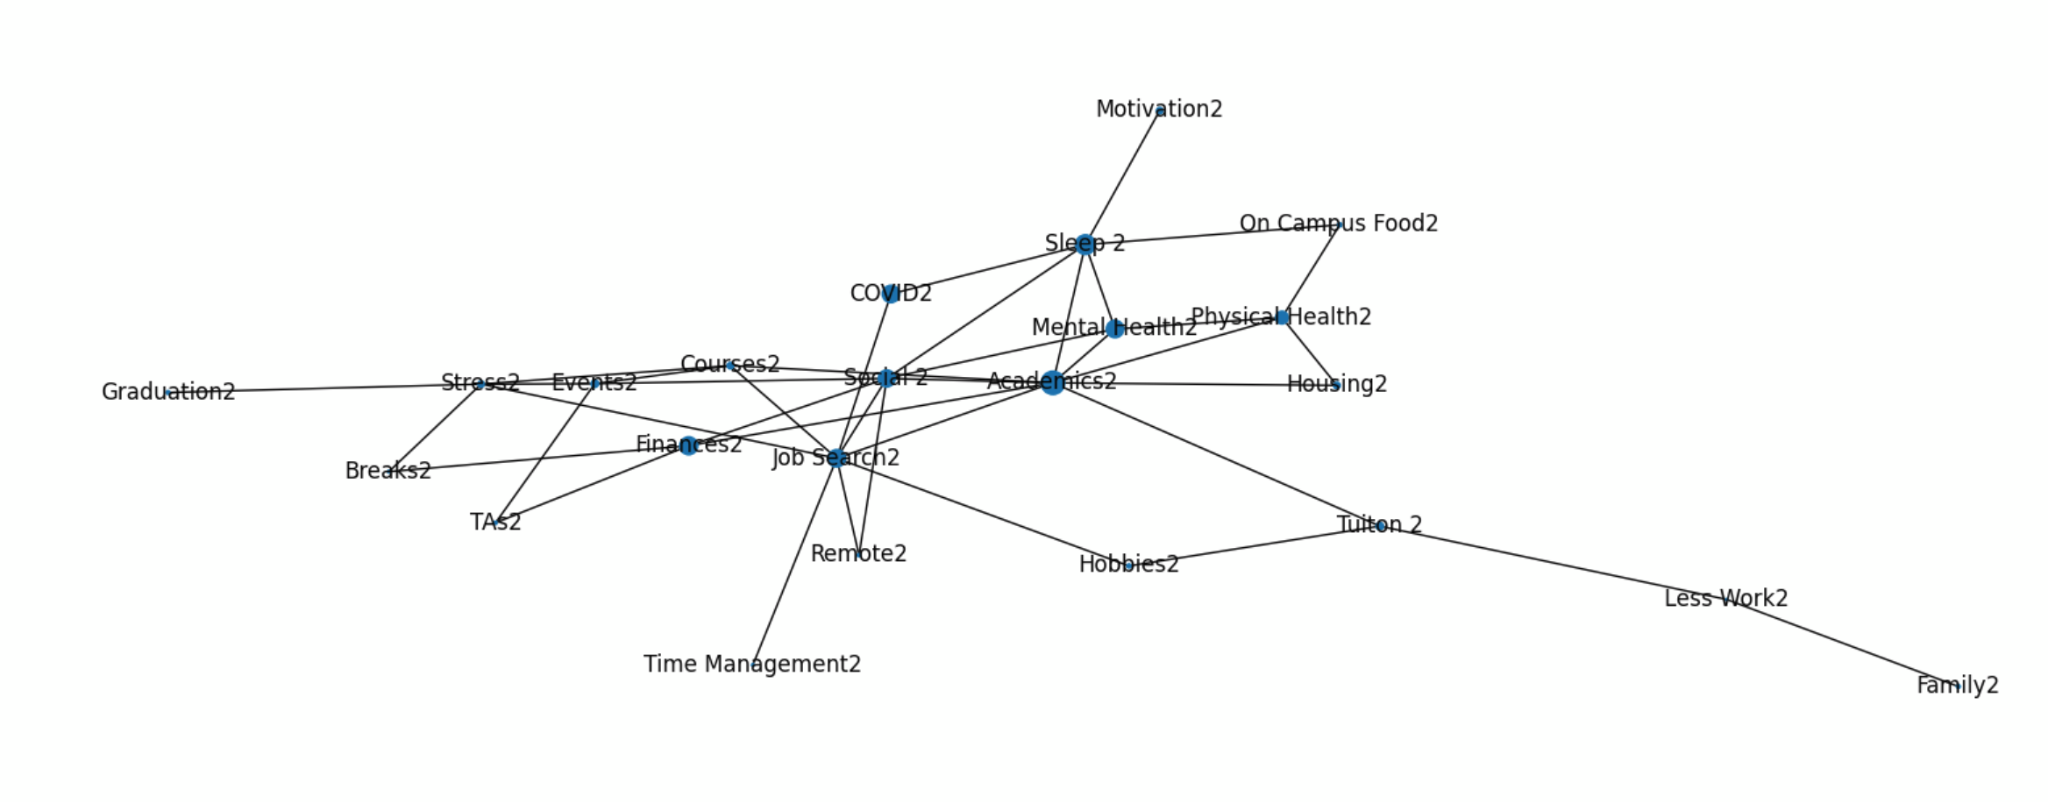 Motivation2
On Campus Food2
Sleep 2
COVID2
Physical Health2
Mental Health2
Courses2
Social 2
Academics2
Stress2
Events2
Housing2
Graduation2
Finances2
Job Search2
Breaks2
TAs2
Tuiton 2
Remote2
Hobbies2
Less Work2
Time Management2
Family2